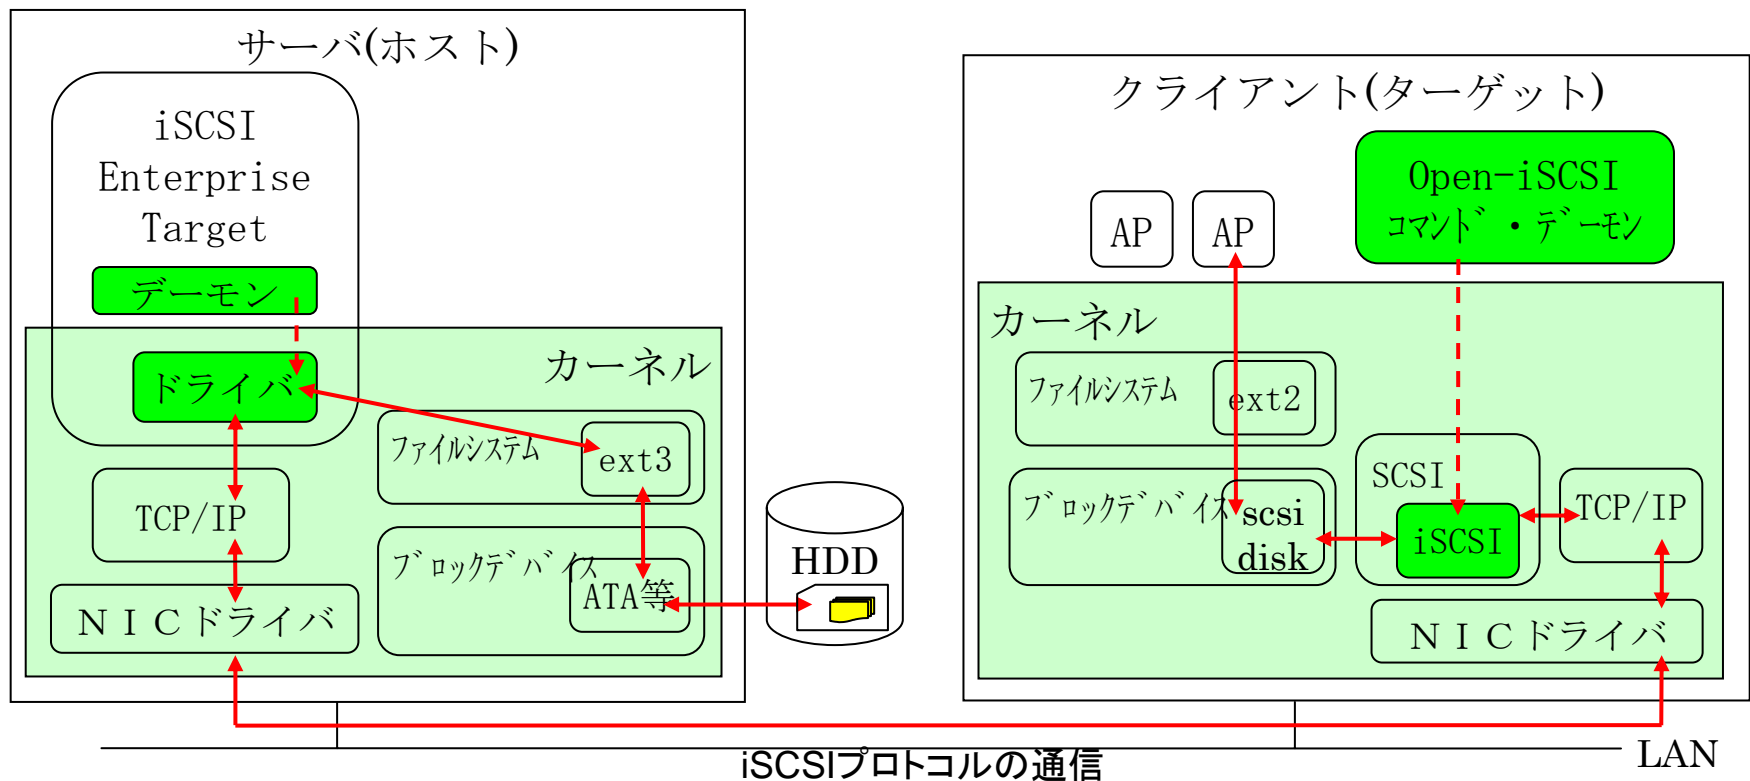 サーバ(ホスト)
iSCSI
Enterprise
Target
デーモン
カーネル
ドライバ
ファイルシステム
ext3
TCP/IP
ブロックデバイス
ATA等
NICドライバ
HDD
クライアント(ターゲット)
Open-iSCSI
コマンド・デーモン
AP
AP
カーネル
ファイルシステム
ext2
ブロックデバイス
scsi
disk
SCSI
iSCSI
TCP/IP
NICドライバ
iSCSIプロトコルの通信
LAN